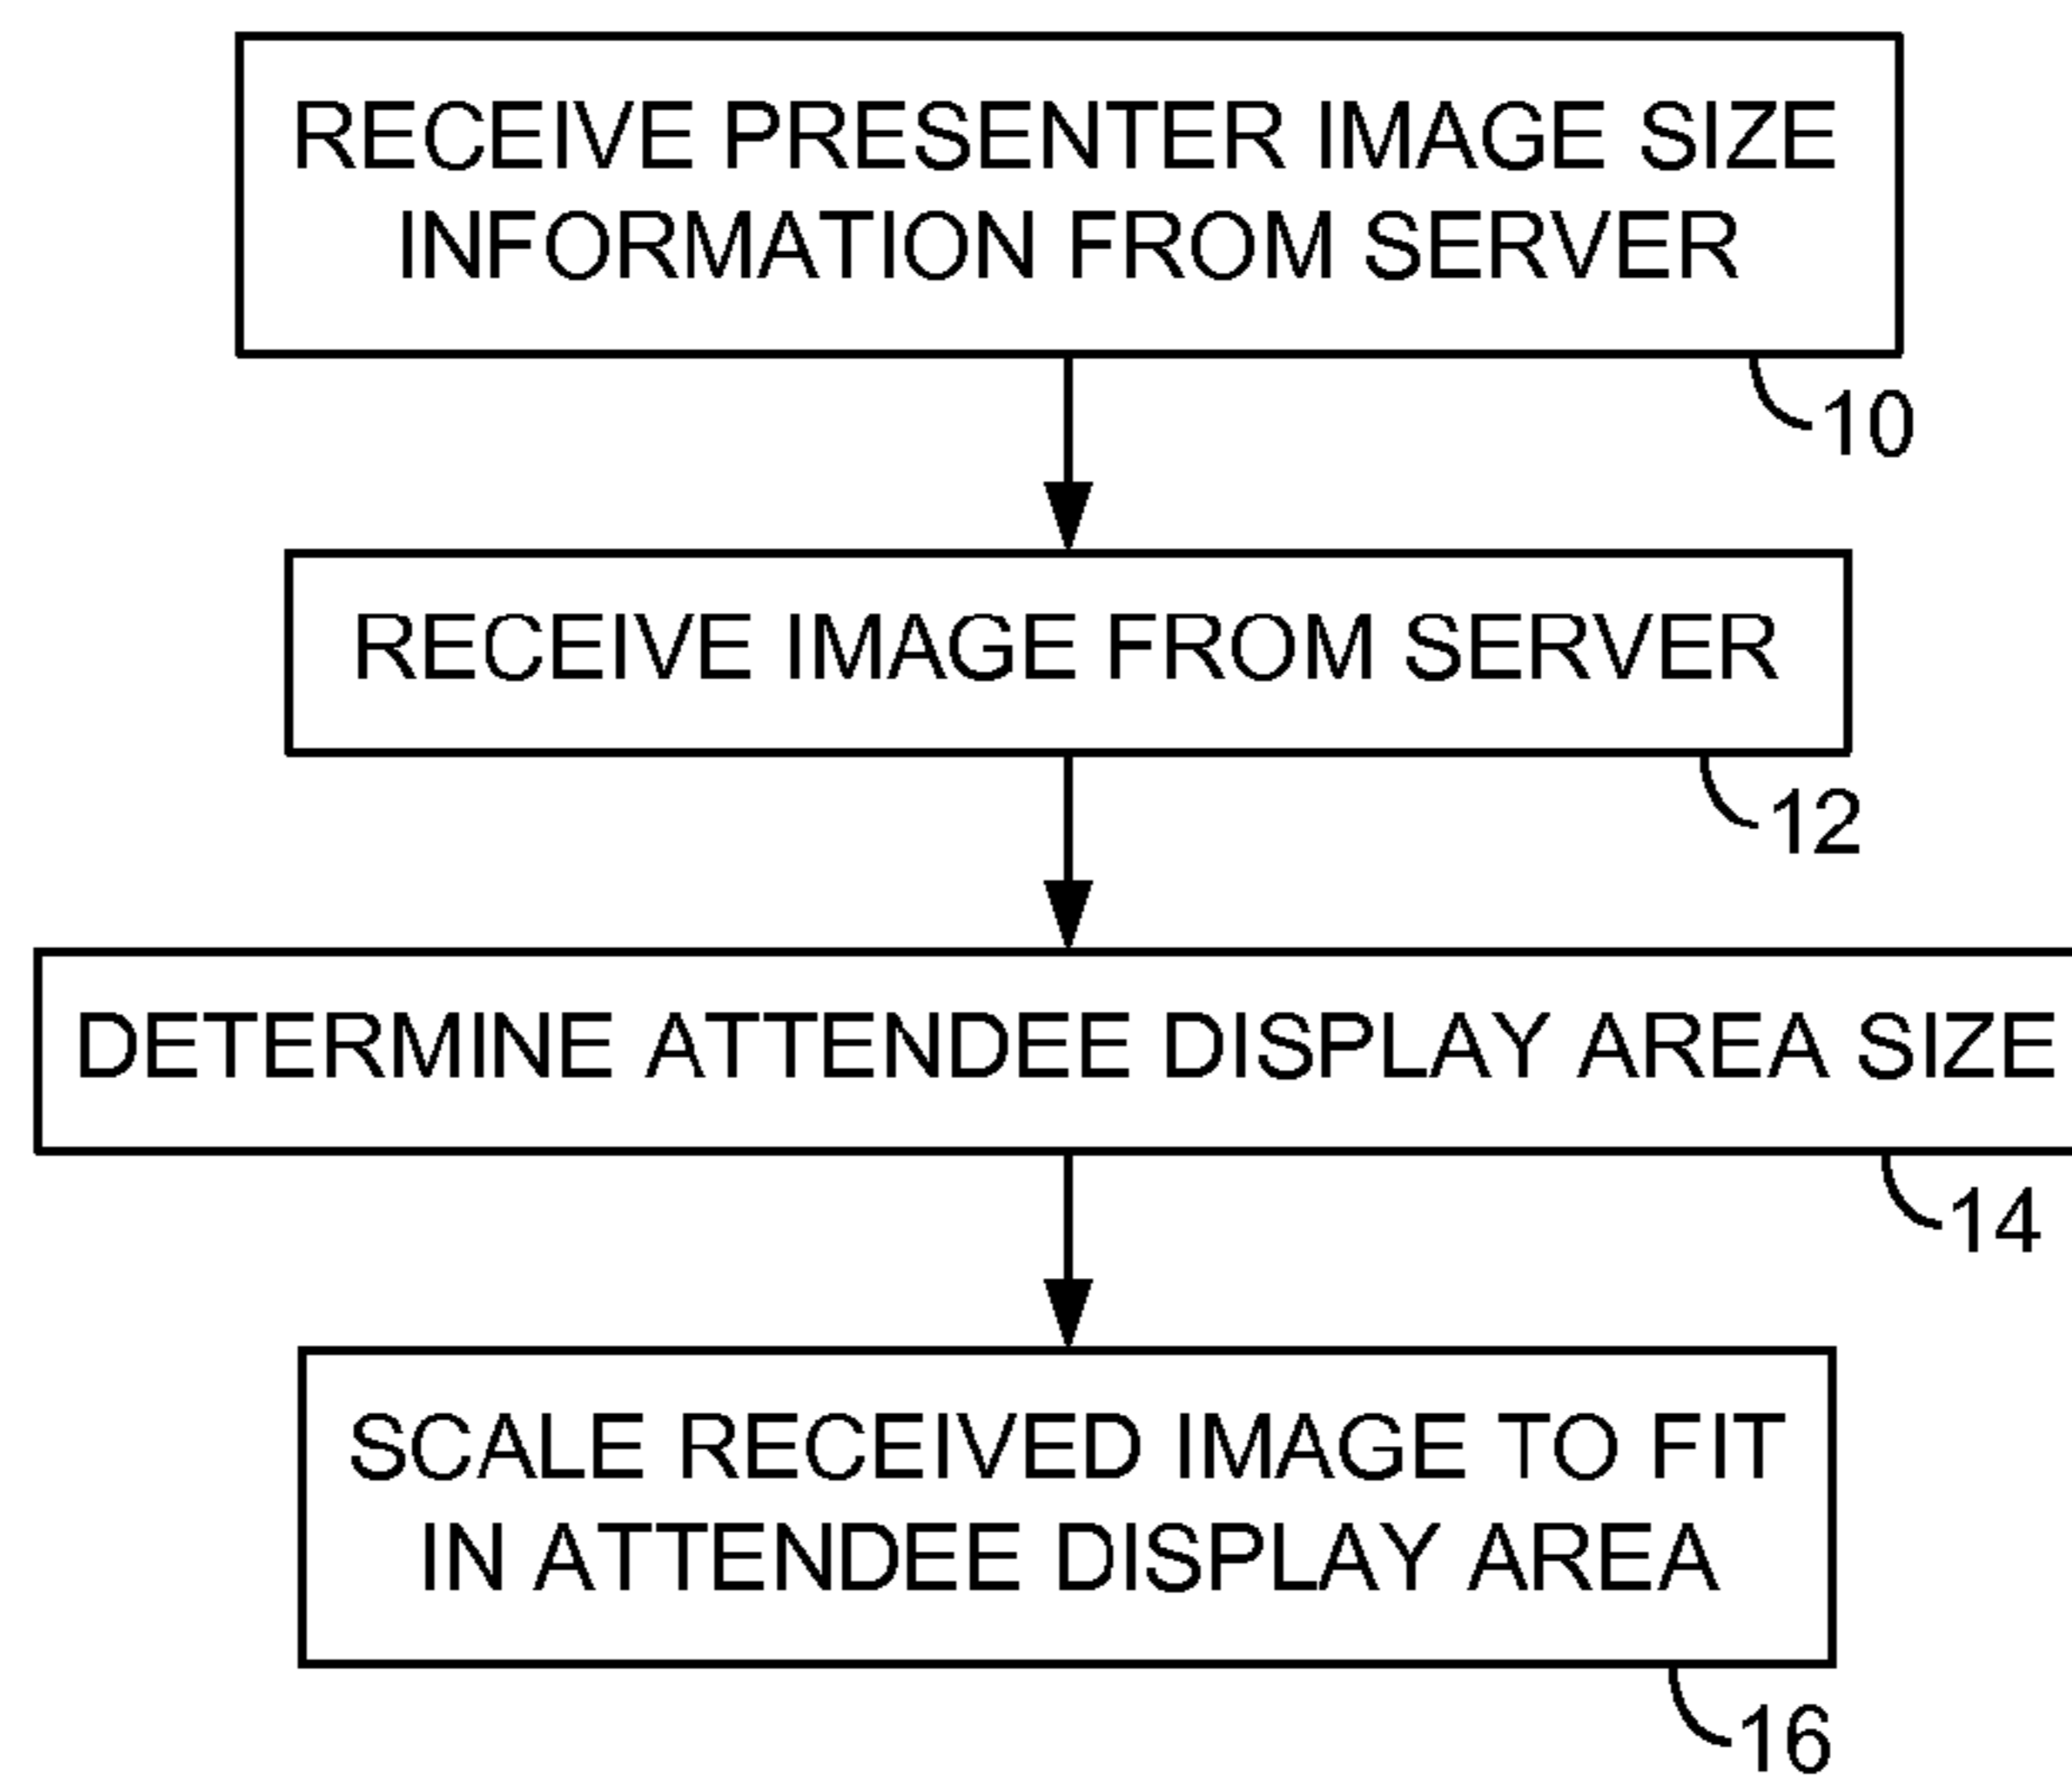 RECEIVE PRESENTER IMAGE SIZE
INFORMATION FROM SERVER
10
RECEIVE IMAGE FROM SERVER
12
DETERMINE ATTENDEE DISPLAY AREA SIZE
14
SCALE RECEIVED IMAGE TO FIT
IN ATTENDEE DISPLAY AREA
16